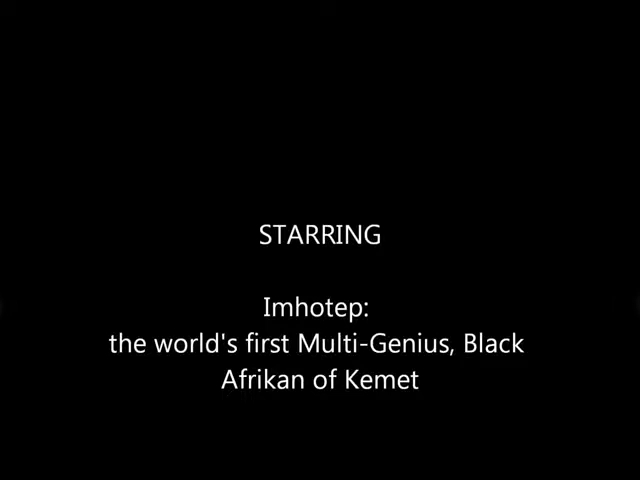 STARRING
Imhotep:
the world's first Multi-Genius, Black
Afrikan of Kemet